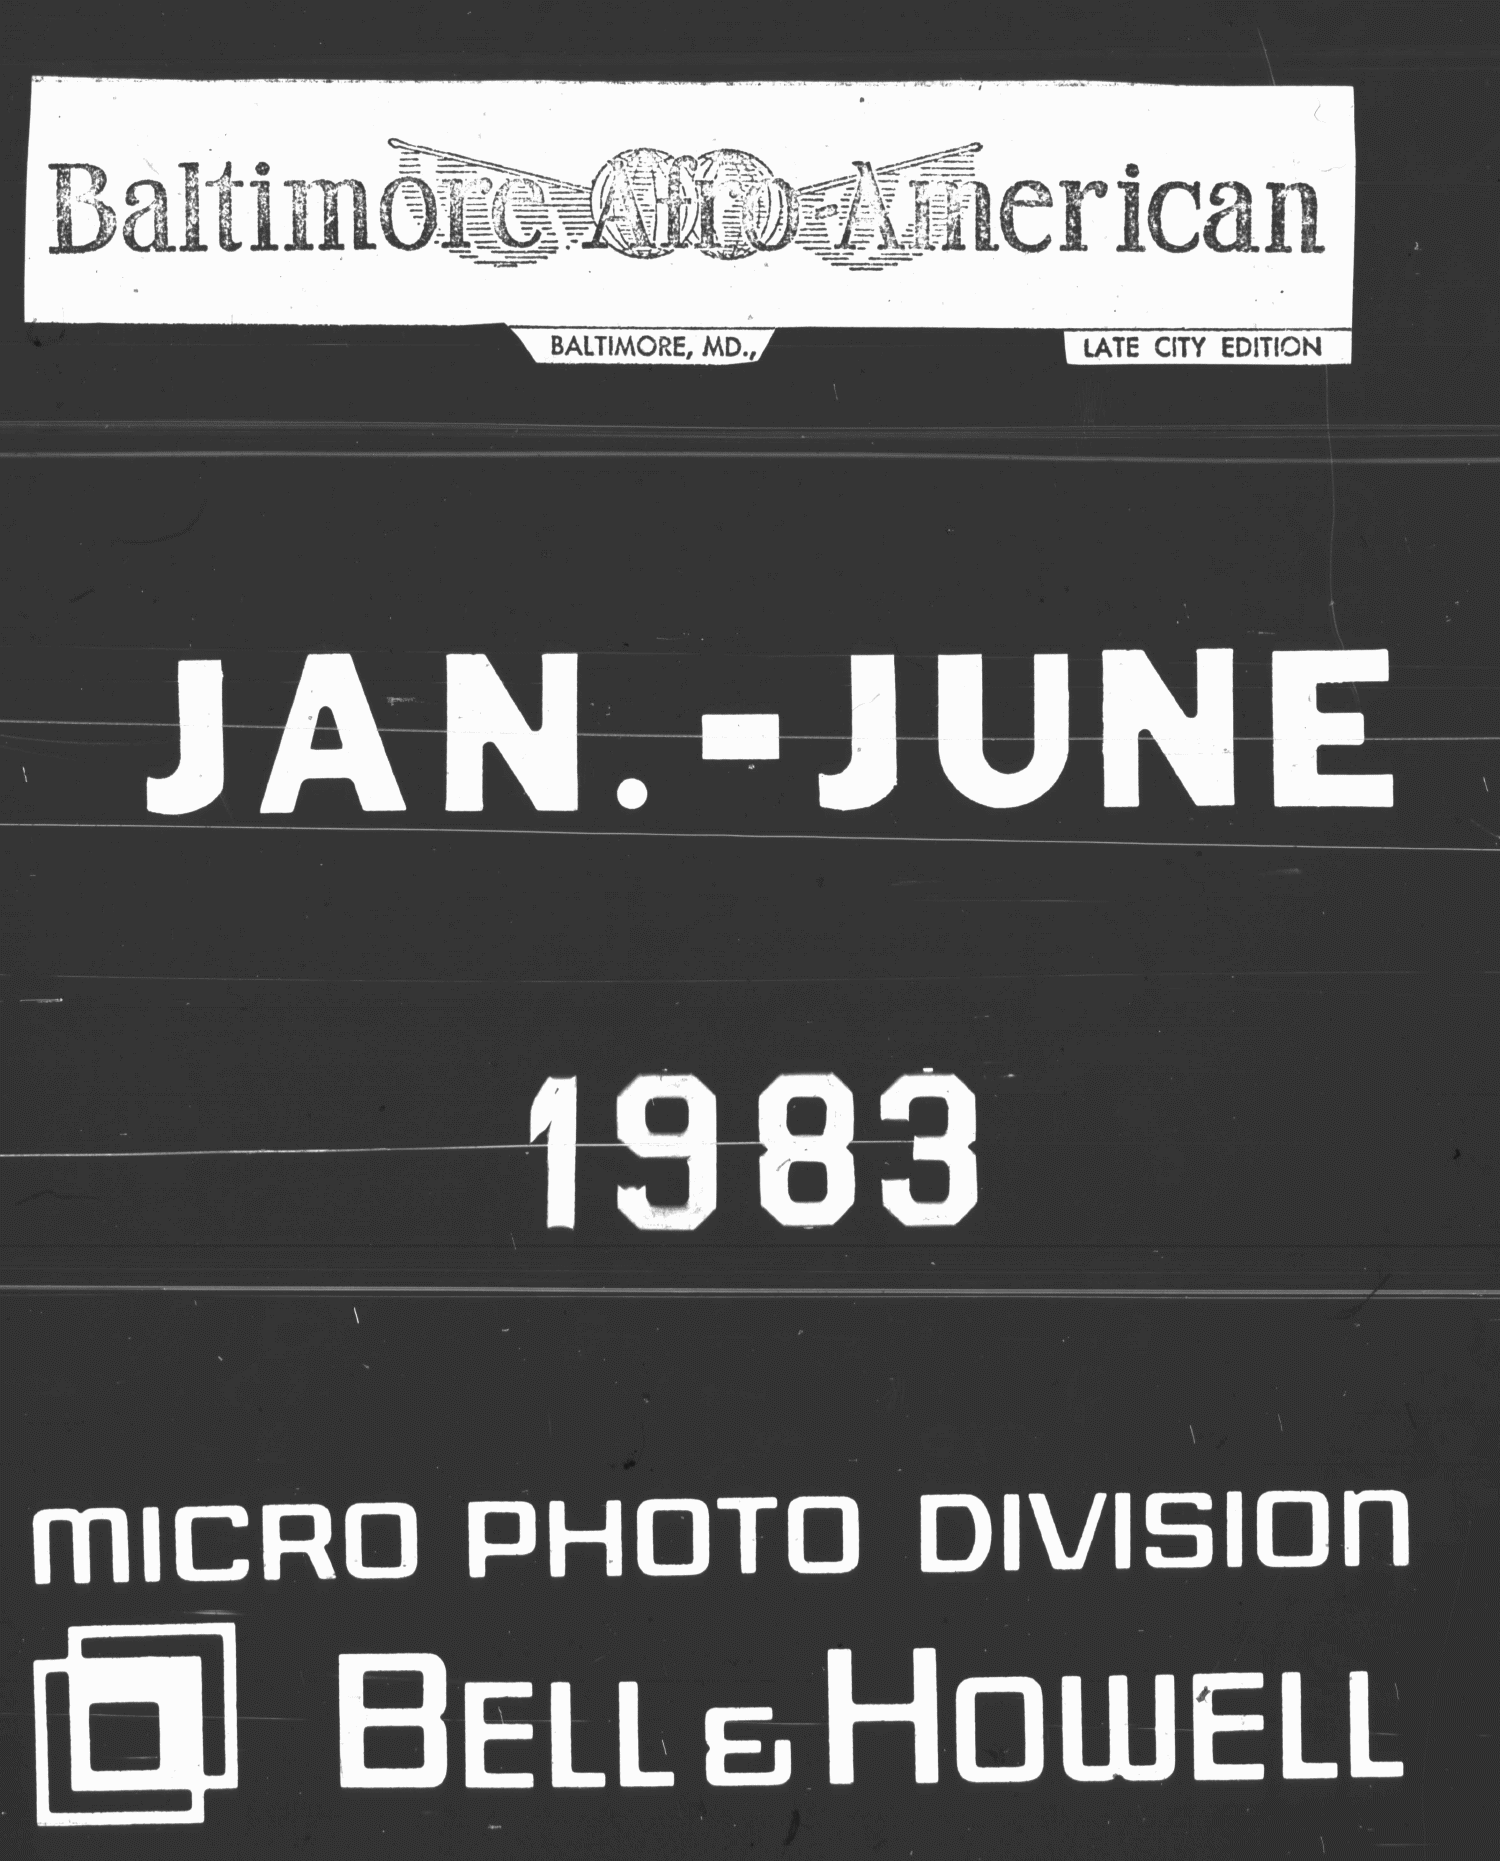 Baltimore Afro-American
BALTIMORE, MD., LATE CITY EDITION
JAN.-JUNE
1983
MICRO PHOTO DIVISION
BELL & HOWELL